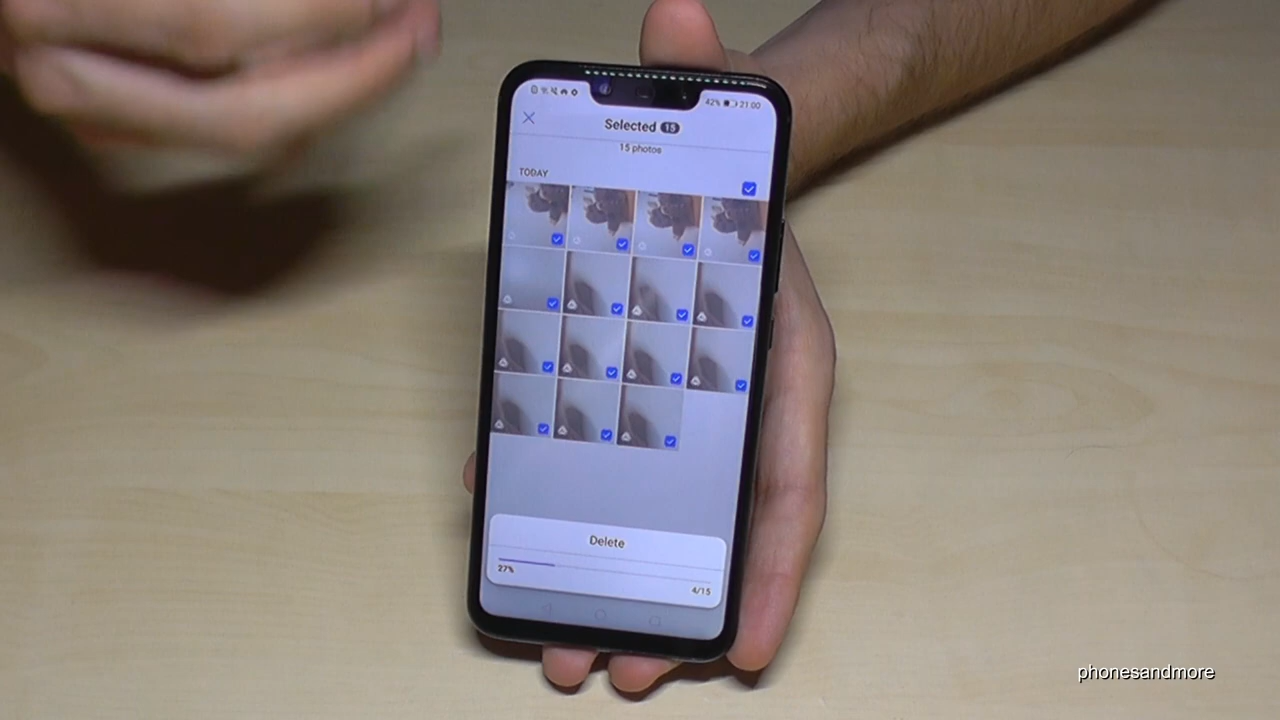 42% 21:00
Selected 15
15 photos
TODAY
Delete
27%
4/15
phonesandmore